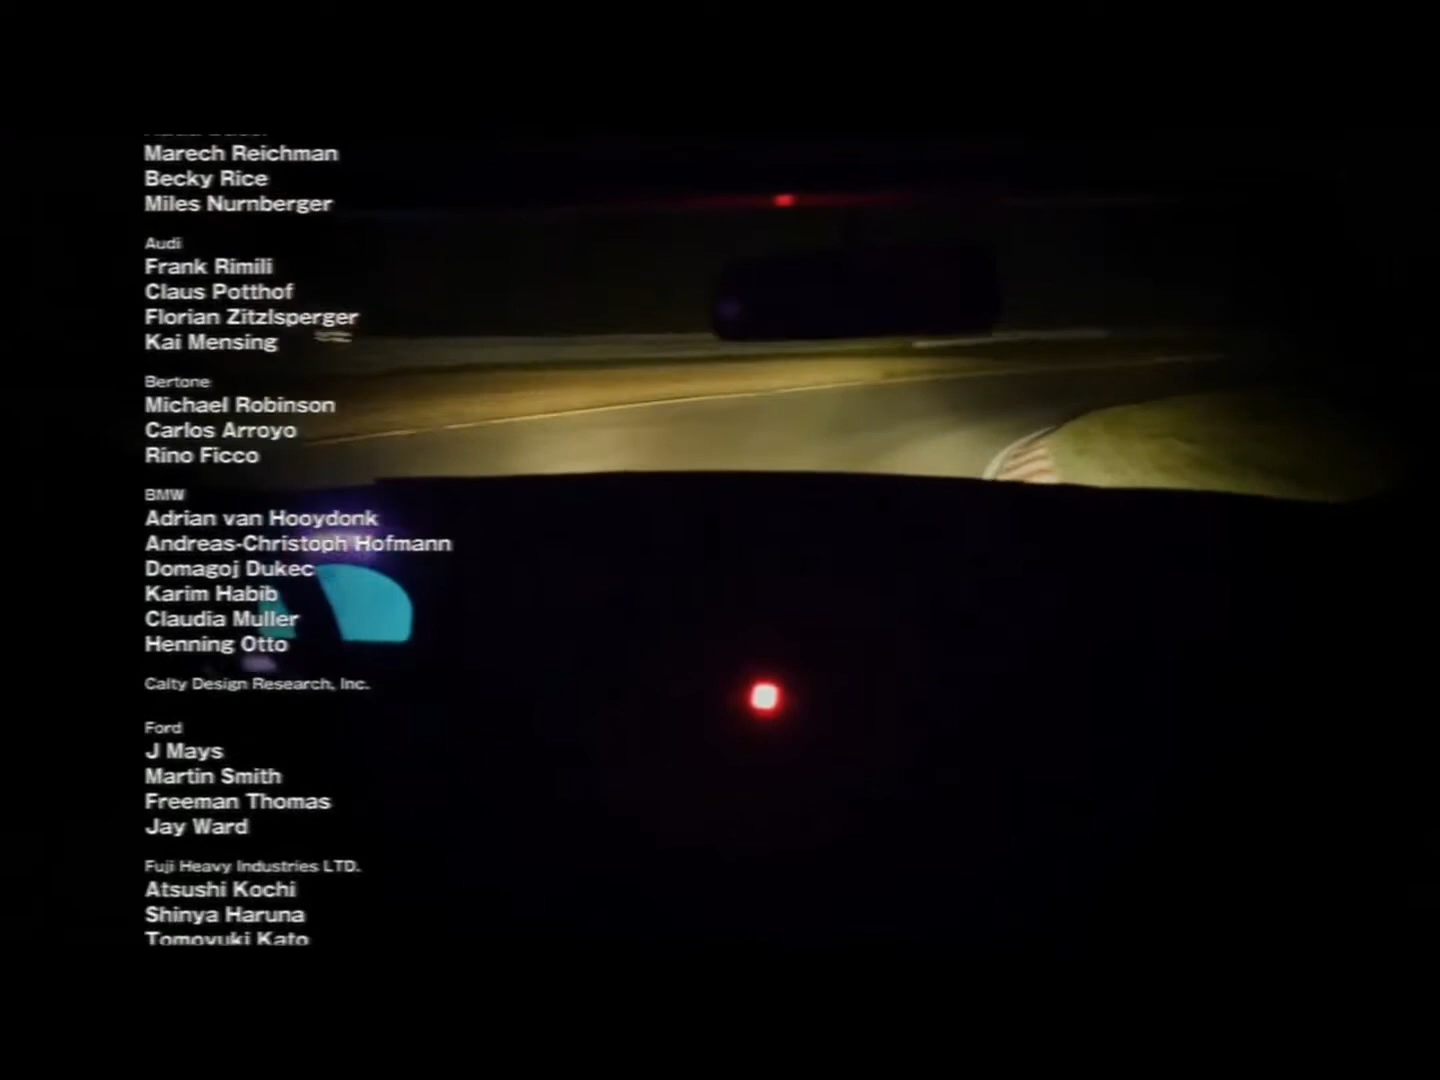 Marech Reichman
Becky Rice
Miles Nurnberger
Audi
Frank Rimili
Claus Potthof
Florian Zitzlsperger
Kai Mensing
Bertone
Michael Robinson
Carlos Arroyo
Rino Ficco
BMW
Adrian van Hooydonk
Andreas-Christoph Hofmann
Domagoj Dukec
Karim Habib
Claudia Muller
Henning Otto
Calty Design Research, Inc.
Ford
J Mays
Martin Smith
Freeman Thomas
Jay Ward
Fuji Heavy Industries LTD.
Atsushi Kochi
Shinya Haruna
Tomoyuki Kato